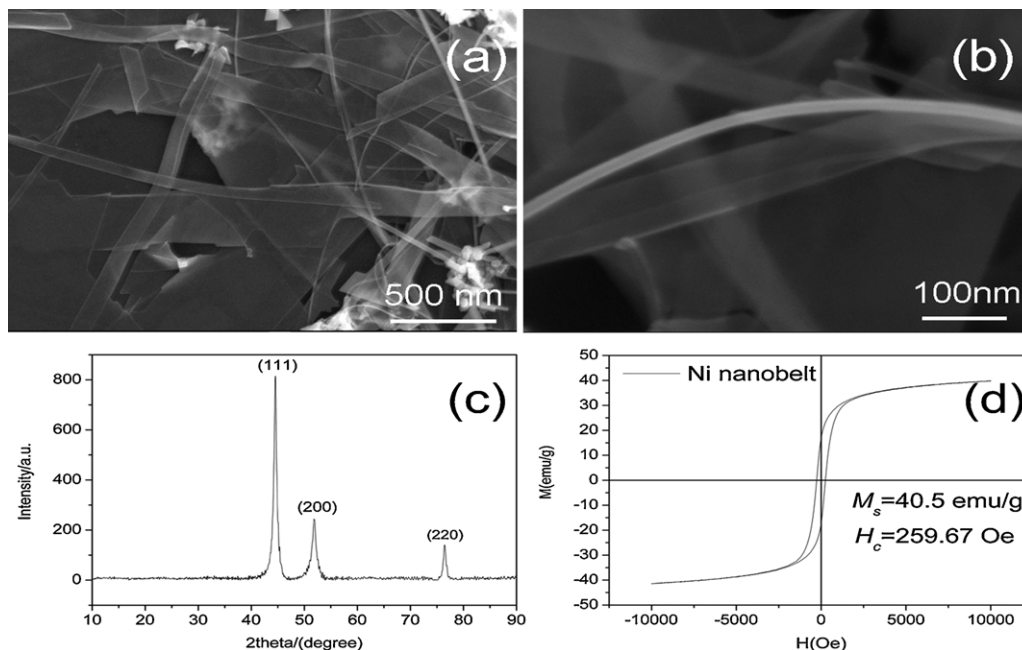 (a)
500 nm
(b)
100nm
(c)
(111)
(200)
(220)
Intensity/a.u.
800
600
400
200
0
10 20 30 40 50 60 70 80 90
2theta/(degree)
(d)
Ni nanobelt
M(emu/g)
50
40
30
20
10
0
-10
-20
-30
-40
-50
Ms=40.5 emu/g
Hc=259.67 Oe
-10000 -5000 0 5000 10000
H(Oe)